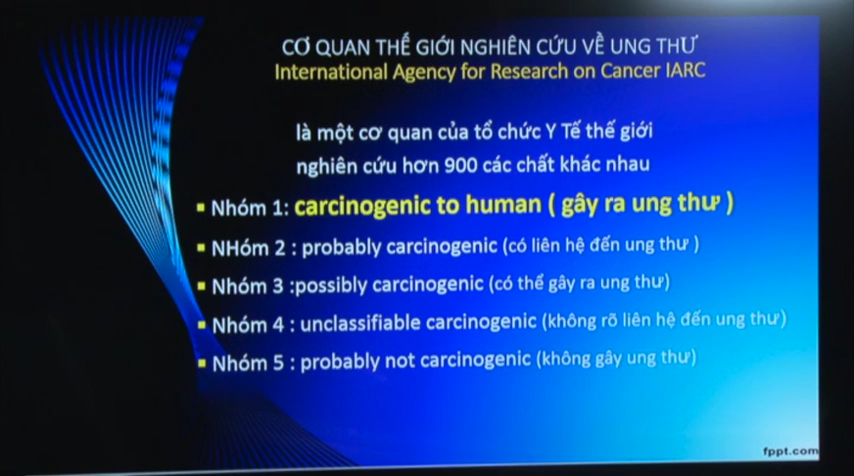 CƠ QUAN THẾ GIỚI NGHIÊN CỨU VỀ UNG THƯ
International Agency for Research on Cancer IARC
là một cơ quan của tổ chức Y Tế thế giới
nghiên cứu hơn 900 các chất khác nhau
▪ Nhóm 1: carcinogenic to human ( gây ra ung thư )
▪ NHóm 2 : probably carcinogenic (có liên hệ đến ung thư )
▪ Nhóm 3 :possibly carcinogenic (có thể gây ra ung thư)
▪ Nhóm 4 : unclassifiable carcinogenic (không rõ liên hệ đến ung thư)
▪ Nhóm 5 : probably not carcinogenic (không gây ung thư)
fppt.com